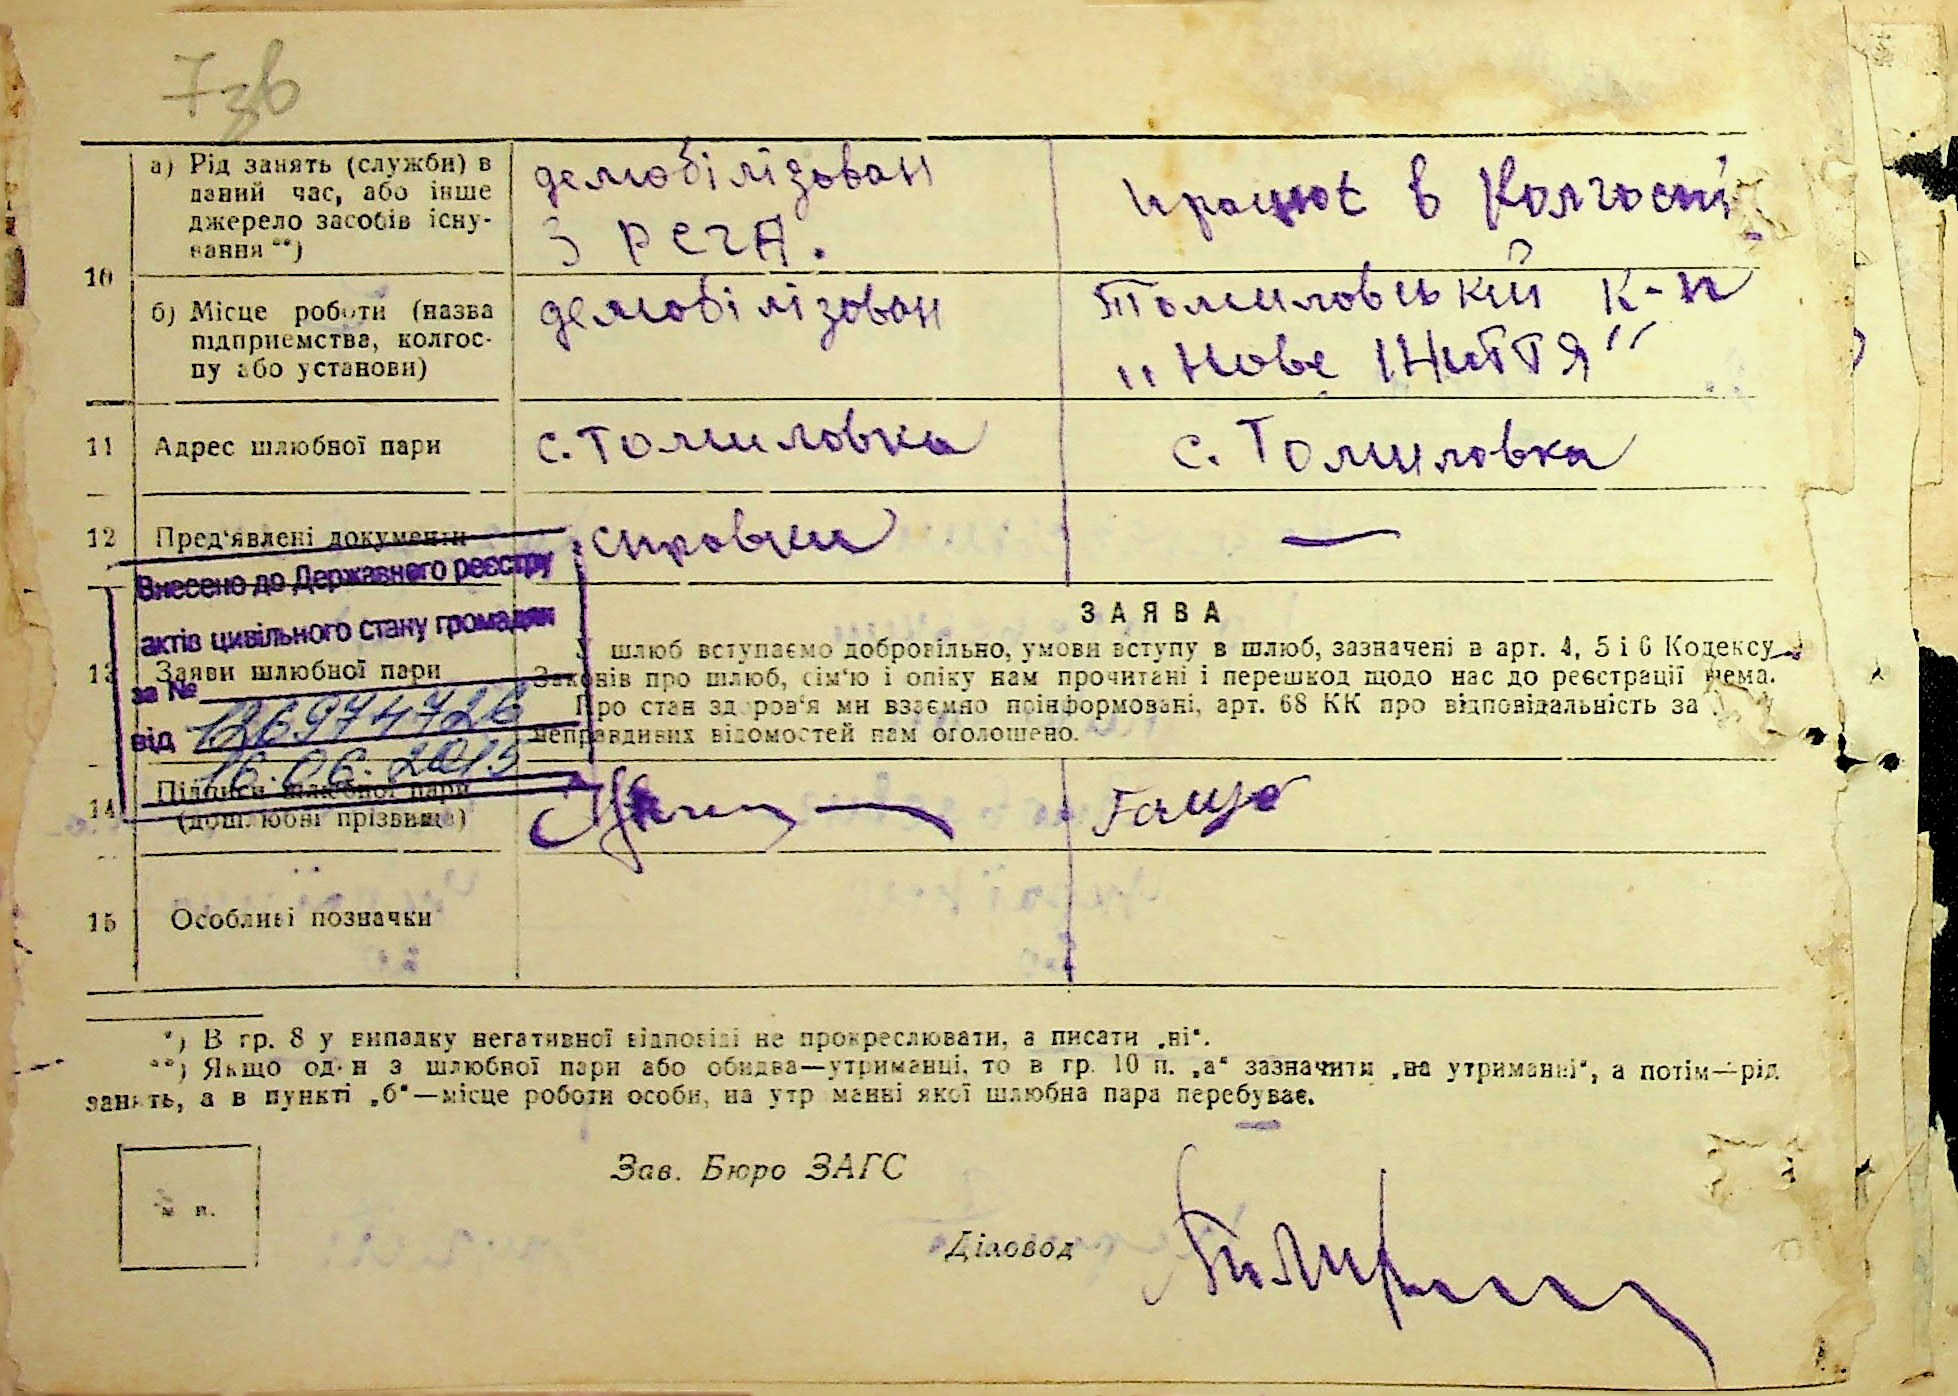 7зв
10
а) Рід занять (служби) в
даний час, або інше
джерело засобів існу-
вання **)
демобілізован
з РСЧА.
працює в колгоспі
б) Місце роботи (назва
підприємства, колгос-
пу або установи)
демобілізован
Томиловський к-п
"Нове життя"
11 Адрес шлюбної пари
с. Томиловка
с. Томиловка
12 Пред'явлені документи
справки
—
Внесено до Державного реєстру
актів цивільного стану громадян
за № 126974726
від 16.06.2015
13 Заяви шлюбної пари
ЗАЯВА
У шлюб вступаємо добровільно, умови вступу в шлюб, зазначені в арт. 4, 5 і 6 Кодексу
Законів про шлюб, сім'ю і опіку нам прочитані і перешкод щодо нас до реєстрації нема.
Про стан здоров'я ми взаємно поінформовані, арт. 68 КК про відповідальність за
неправдивих відомостей нам оголошено.
14 Підписи шлюбної пари
(дошлюбні прізвища)
15 Особливі позначки
*) В гр. 8 у випадку негативної відповіді не прокреслювати, а писати „ні“.
**) Якщо один з шлюбної пари або обидва—утриманці, то в гр. 10 п. „а“ зазначити „на утриманні“, а потім—рід
занять, а в пункті „б“—місце роботи особи, на утриманні якої шлюбна пара перебуває.
м. п.
Зав. Бюро ЗАГС
Діловод